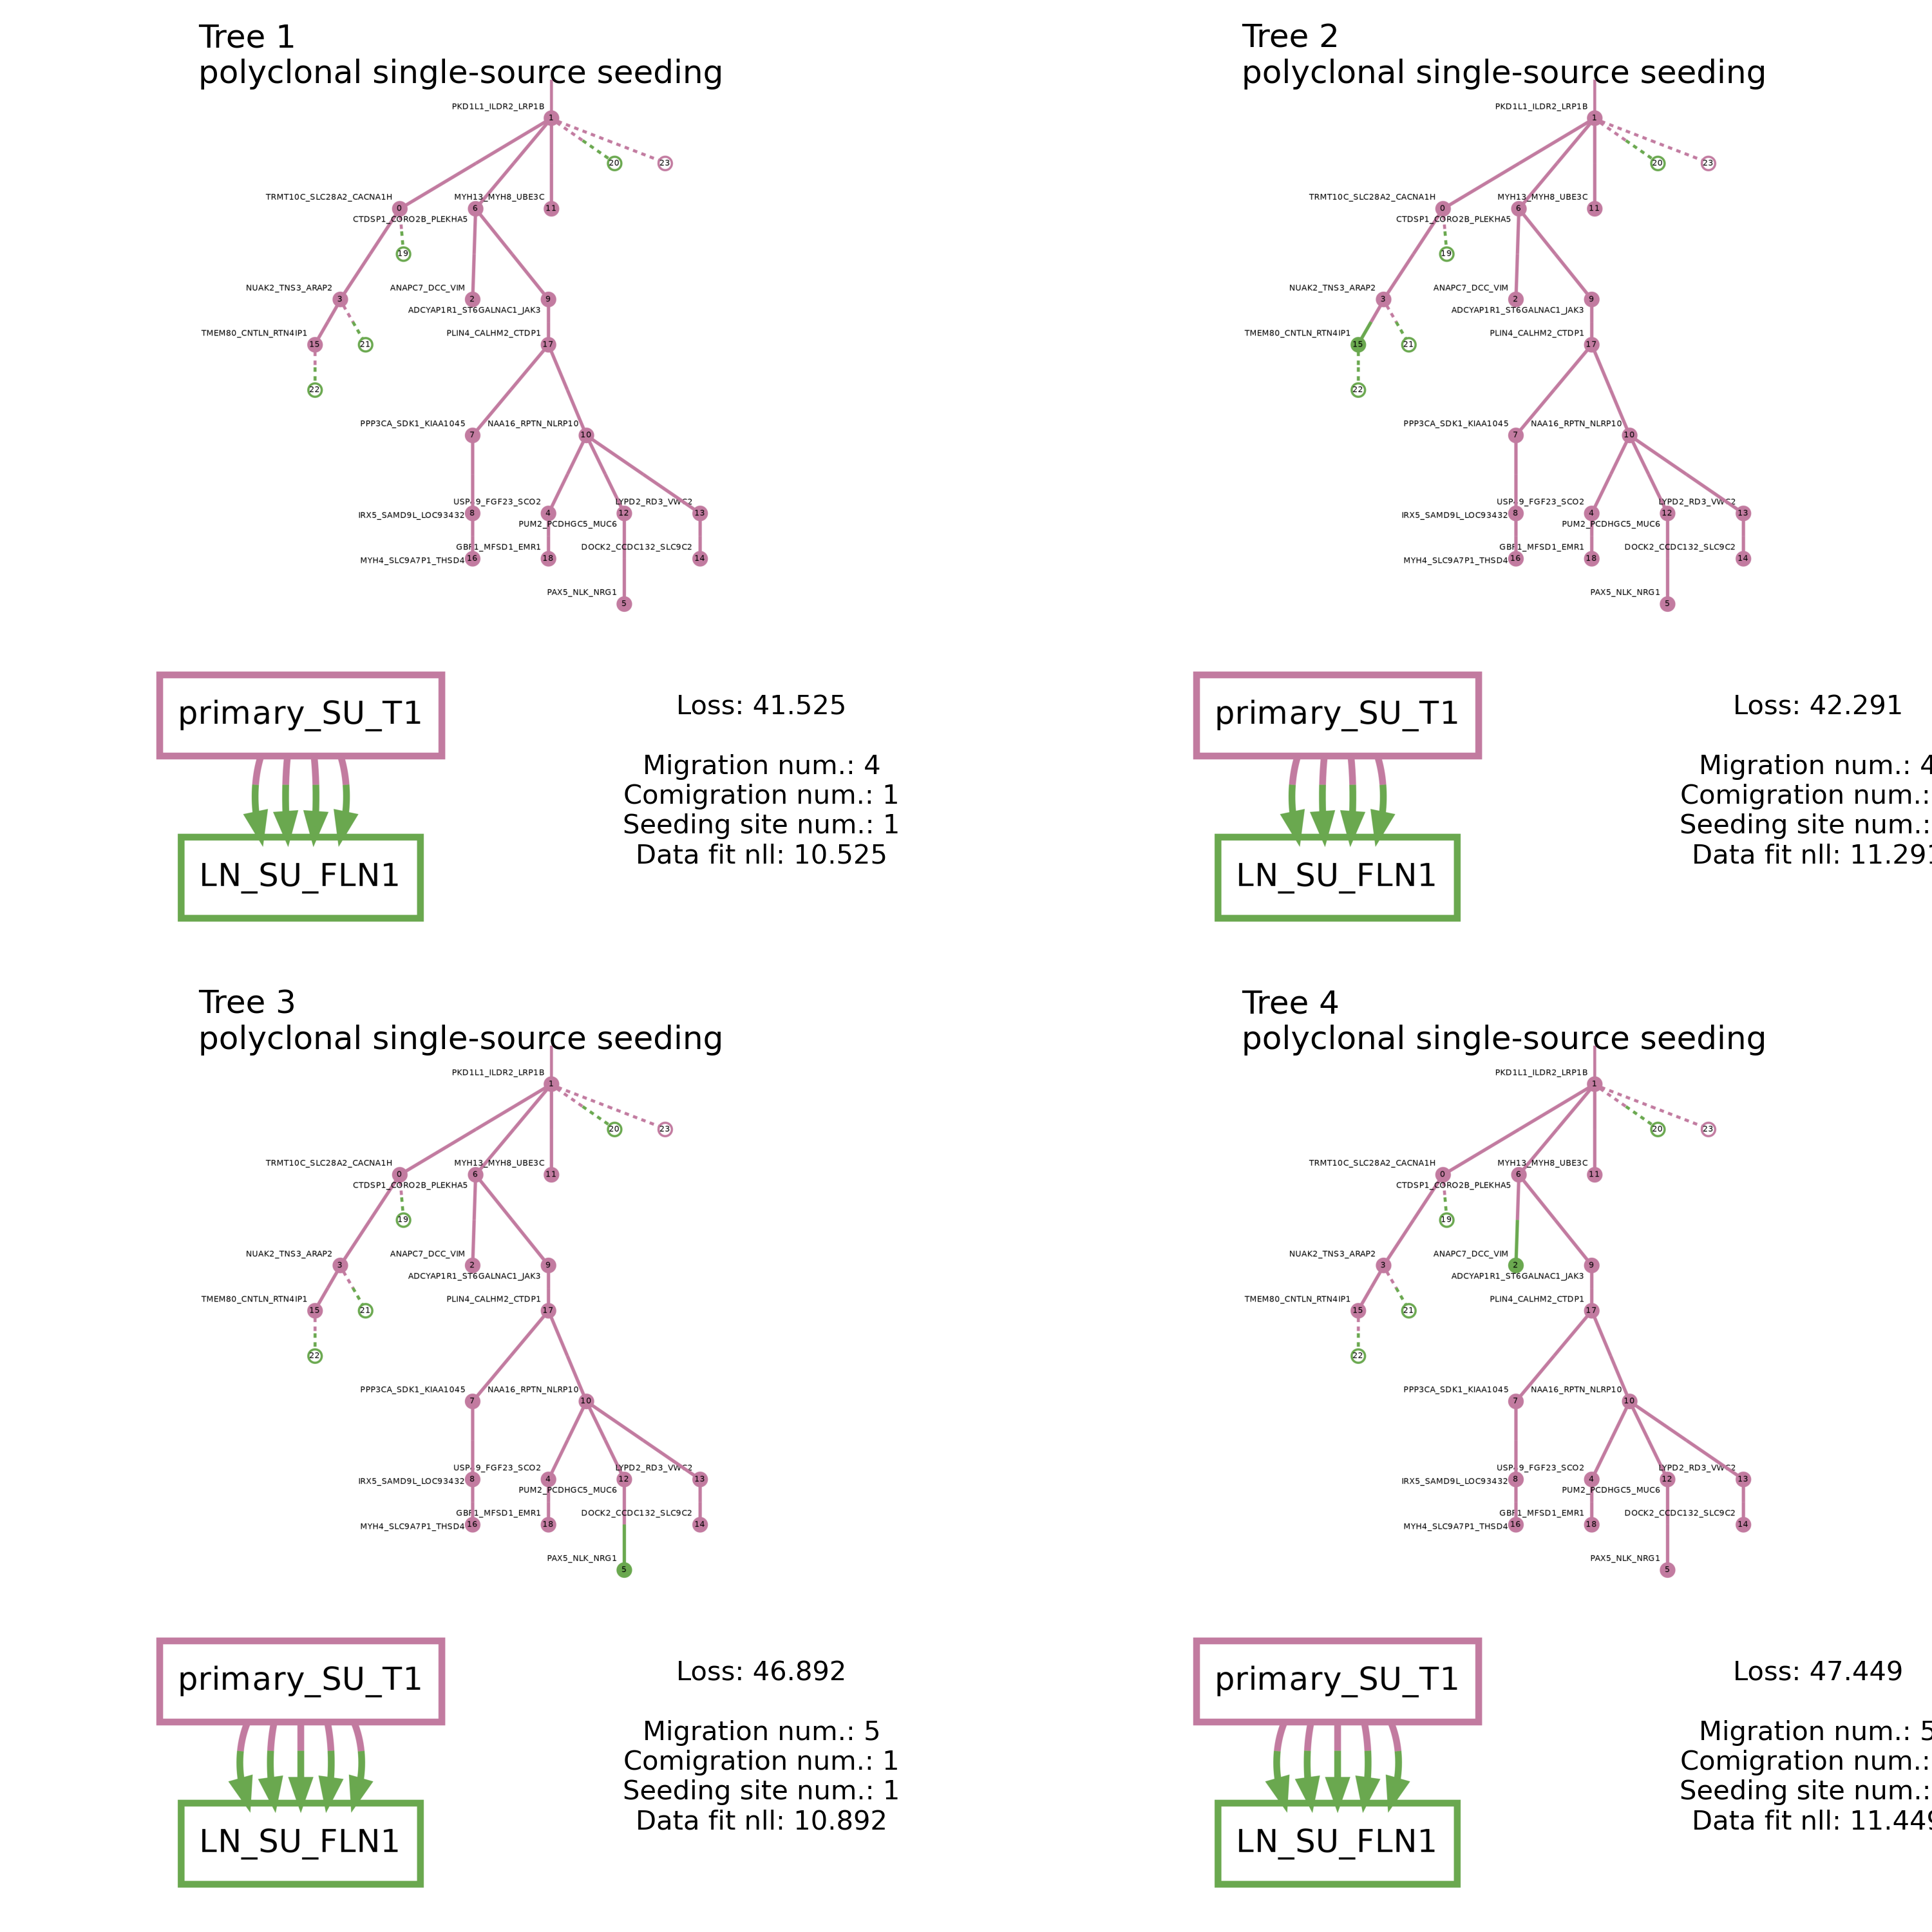 Tree 1
polyclonal single-source seeding
PKD1L1_ILDR2_LRP1B
1
20
23
TRMT10C_SLC28A2_CACNA1H
MYH13_MYH8_UBE3C
0
6
11
CTDSP1_CORO2B_PLEKHA5
19
NUAK2_TNS3_ARAP2
ANAPC7_DCC_VIM
3
2
9
ADCYAP1R1_ST6GALNAC1_JAK3
TMEM80_CNTLN_RTN4IP1
PLIN4_CALHM2_CTDP1
15
21
17
22
PPP3CA_SDK1_KIAA1045
NAA16_RPTN_NLRP10
7
10
LYPD2_RD3_VWC2
IRX5_SAMD9L_LOC93432
8
4
12
13
PUM2_PCDHGC5_MUC6
GBF1_MFSD1_EMR1
DOCK2_CCDC132_SLC9C2
MYH4_SLC9A7P1_THSD4
16
18
14
PAX5_NLK_NRG1
5
primary_SU_T1
LN_SU_FLN1
Loss: 41.525
Migration num.: 4
Comigration num.: 1
Seeding site num.: 1
Data fit nll: 10.525
Tree 2
polyclonal single-source seeding
PKD1L1_ILDR2_LRP1B
1
20
23
TRMT10C_SLC28A2_CACNA1H
MYH13_MYH8_UBE3C
0
6
11
CTDSP1_CORO2B_PLEKHA5
19
NUAK2_TNS3_ARAP2
ANAPC7_DCC_VIM
3
2
9
ADCYAP1R1_ST6GALNAC1_JAK3
TMEM80_CNTLN_RTN4IP1
PLIN4_CALHM2_CTDP1
15
21
17
22
PPP3CA_SDK1_KIAA1045
NAA16_RPTN_NLRP10
7
10
LYPD2_RD3_VWC2
IRX5_SAMD9L_LOC93432
8
4
12
13
PUM2_PCDHGC5_MUC6
GBF1_MFSD1_EMR1
DOCK2_CCDC132_SLC9C2
MYH4_SLC9A7P1_THSD4
16
18
14
PAX5_NLK_NRG1
5
primary_SU_T1
LN_SU_FLN1
Loss: 42.291
Migration num.: 4
Comigration num.:
Seeding site num.:
Data fit nll: 11.291
Tree 3
polyclonal single-source seeding
PKD1L1_ILDR2_LRP1B
1
20
23
TRMT10C_SLC28A2_CACNA1H
MYH13_MYH8_UBE3C
0
6
11
CTDSP1_CORO2B_PLEKHA5
19
NUAK2_TNS3_ARAP2
ANAPC7_DCC_VIM
3
2
9
ADCYAP1R1_ST6GALNAC1_JAK3
TMEM80_CNTLN_RTN4IP1
PLIN4_CALHM2_CTDP1
15
21
17
22
PPP3CA_SDK1_KIAA1045
NAA16_RPTN_NLRP10
7
10
LYPD2_RD3_VWC2
IRX5_SAMD9L_LOC93432
8
4
12
13
PUM2_PCDHGC5_MUC6
GBF1_MFSD1_EMR1
DOCK2_CCDC132_SLC9C2
MYH4_SLC9A7P1_THSD4
16
18
14
PAX5_NLK_NRG1
5
primary_SU_T1
LN_SU_FLN1
Loss: 46.892
Migration num.: 5
Comigration num.: 1
Seeding site num.: 1
Data fit nll: 10.892
Tree 4
polyclonal single-source seeding
PKD1L1_ILDR2_LRP1B
1
20
23
TRMT10C_SLC28A2_CACNA1H
MYH13_MYH8_UBE3C
0
6
11
CTDSP1_CORO2B_PLEKHA5
19
NUAK2_TNS3_ARAP2
ANAPC7_DCC_VIM
3
2
9
ADCYAP1R1_ST6GALNAC1_JAK3
TMEM80_CNTLN_RTN4IP1
PLIN4_CALHM2_CTDP1
15
21
17
22
PPP3CA_SDK1_KIAA1045
NAA16_RPTN_NLRP10
7
10
LYPD2_RD3_VWC2
IRX5_SAMD9L_LOC93432
8
4
12
13
PUM2_PCDHGC5_MUC6
GBF1_MFSD1_EMR1
DOCK2_CCDC132_SLC9C2
MYH4_SLC9A7P1_THSD4
16
18
14
PAX5_NLK_NRG1
5
primary_SU_T1
LN_SU_FLN1
Loss: 47.449
Migration num.: 5
Comigration num.:
Seeding site num.:
Data fit nll: 11.449